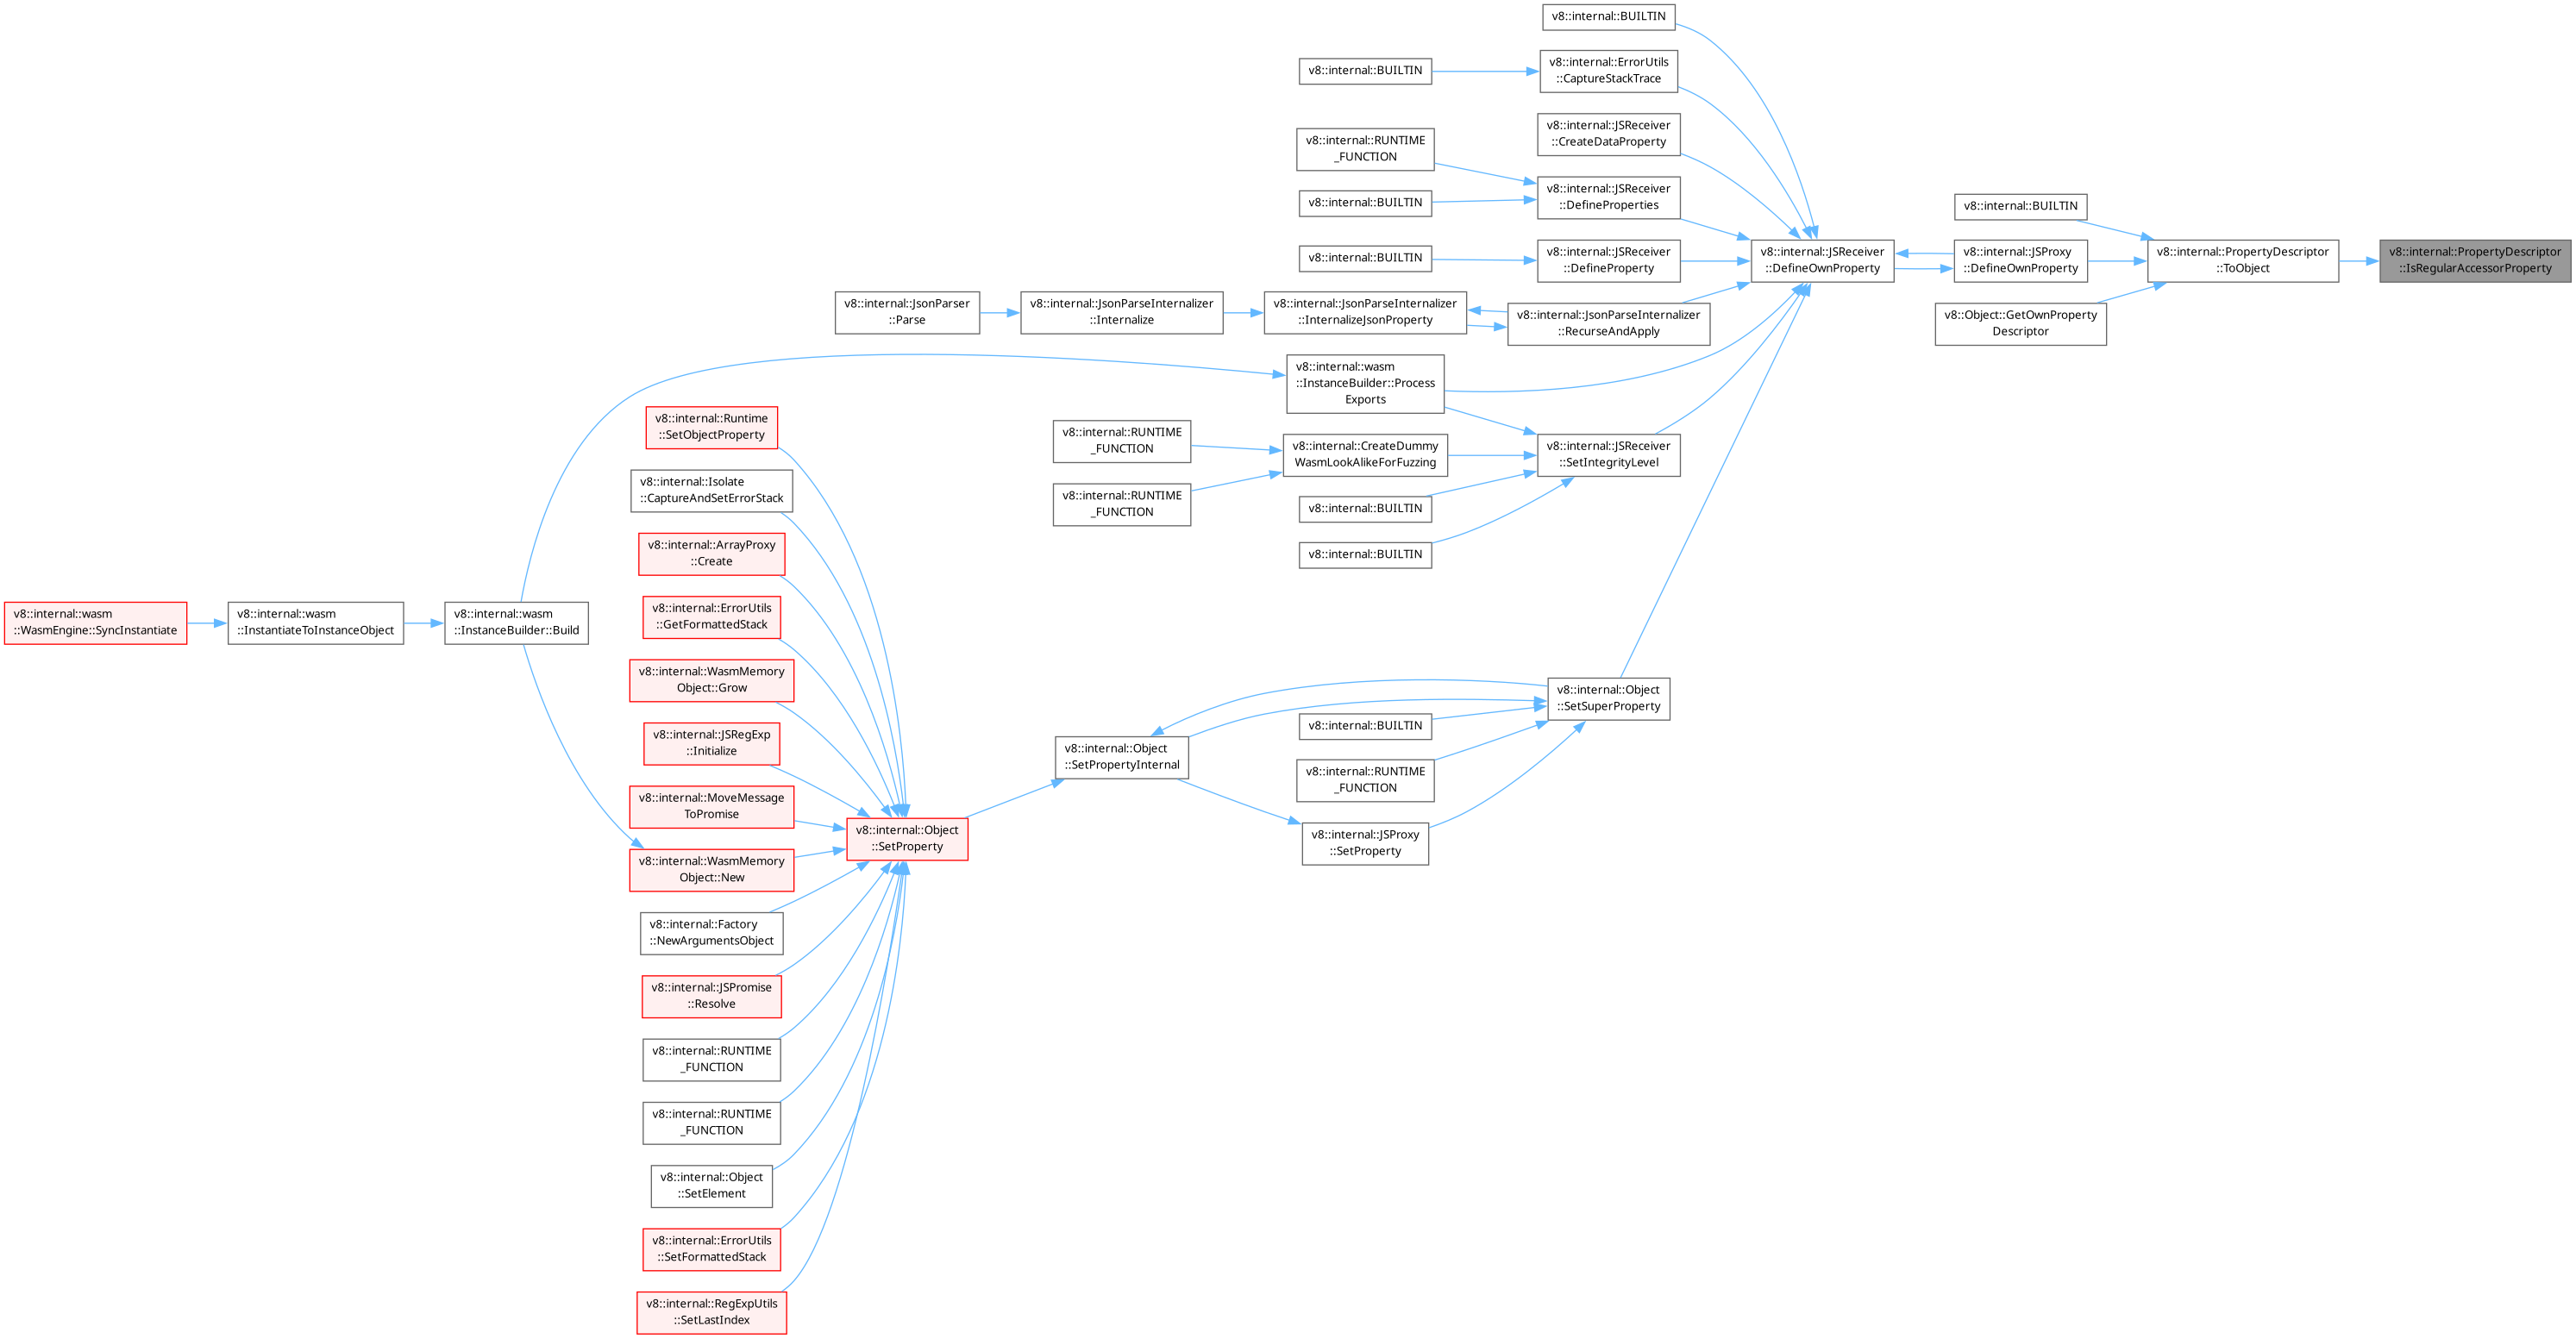 v8::internal::BUILTIN
v8::internal::ErrorUtils
::CaptureStackTrace
v8::internal::BUILTIN
v8::internal::JSReceiver
::CreateDataProperty
v8::internal::RUNTIME
_FUNCTION
v8::internal::JSReceiver
::DefineProperties
v8::internal::BUILTIN
v8::internal::BUILTIN
v8::internal::JSReceiver
::DefineOwnProperty
v8::internal::JSProxy
::DefineOwnProperty
v8::internal::PropertyDescriptor
::ToObject
v8::internal::PropertyDescriptor
::IsRegularAccessorProperty
v8::internal::BUILTIN
v8::internal::JSReceiver
::DefineProperty
v8::internal::JsonParser
::Parse
v8::internal::JsonParseInternalizer
::Internalize
v8::internal::JsonParseInternalizer
::InternalizeJsonProperty
v8::internal::JsonParseInternalizer
::RecurseAndApply
v8::Object::GetOwnProperty
Descriptor
v8::internal::wasm
::InstanceBuilder::Process
Exports
v8::internal::Runtime
::SetObjectProperty
v8::internal::RUNTIME
_FUNCTION
v8::internal::CreateDummy
WasmLookAlikeForFuzzing
v8::internal::JSReceiver
::SetIntegrityLevel
v8::internal::Isolate
::CaptureAndSetErrorStack
v8::internal::RUNTIME
_FUNCTION
v8::internal::BUILTIN
v8::internal::ArrayProxy
::Create
v8::internal::BUILTIN
v8::internal::wasm
::WasmEngine::SyncInstantiate
v8::internal::wasm
::InstantiateToInstanceObject
v8::internal::wasm
::InstanceBuilder::Build
v8::internal::ErrorUtils
::GetFormattedStack
v8::internal::WasmMemory
Object::Grow
v8::internal::Object
::SetSuperProperty
v8::internal::BUILTIN
v8::internal::JSRegExp
::Initialize
v8::internal::Object
::SetPropertyInternal
v8::internal::RUNTIME
_FUNCTION
v8::internal::MoveMessage
ToPromise
v8::internal::Object
::SetProperty
v8::internal::JSProxy
::SetProperty
v8::internal::WasmMemory
Object::New
v8::internal::Factory
::NewArgumentsObject
v8::internal::JSPromise
::Resolve
v8::internal::RUNTIME
_FUNCTION
v8::internal::RUNTIME
_FUNCTION
v8::internal::Object
::SetElement
v8::internal::ErrorUtils
::SetFormattedStack
v8::internal::RegExpUtils
::SetLastIndex